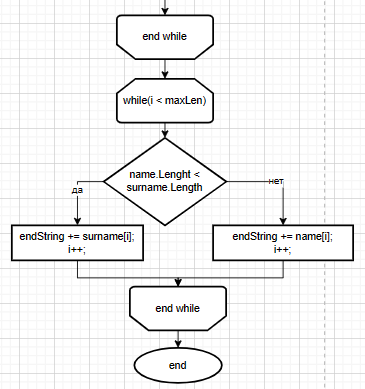 end while
while(i < maxLen)
name.Lenght <
surname.Length
да
нет
endString += surname[i];
i++;
endString += name[i];
i++;
end while
end